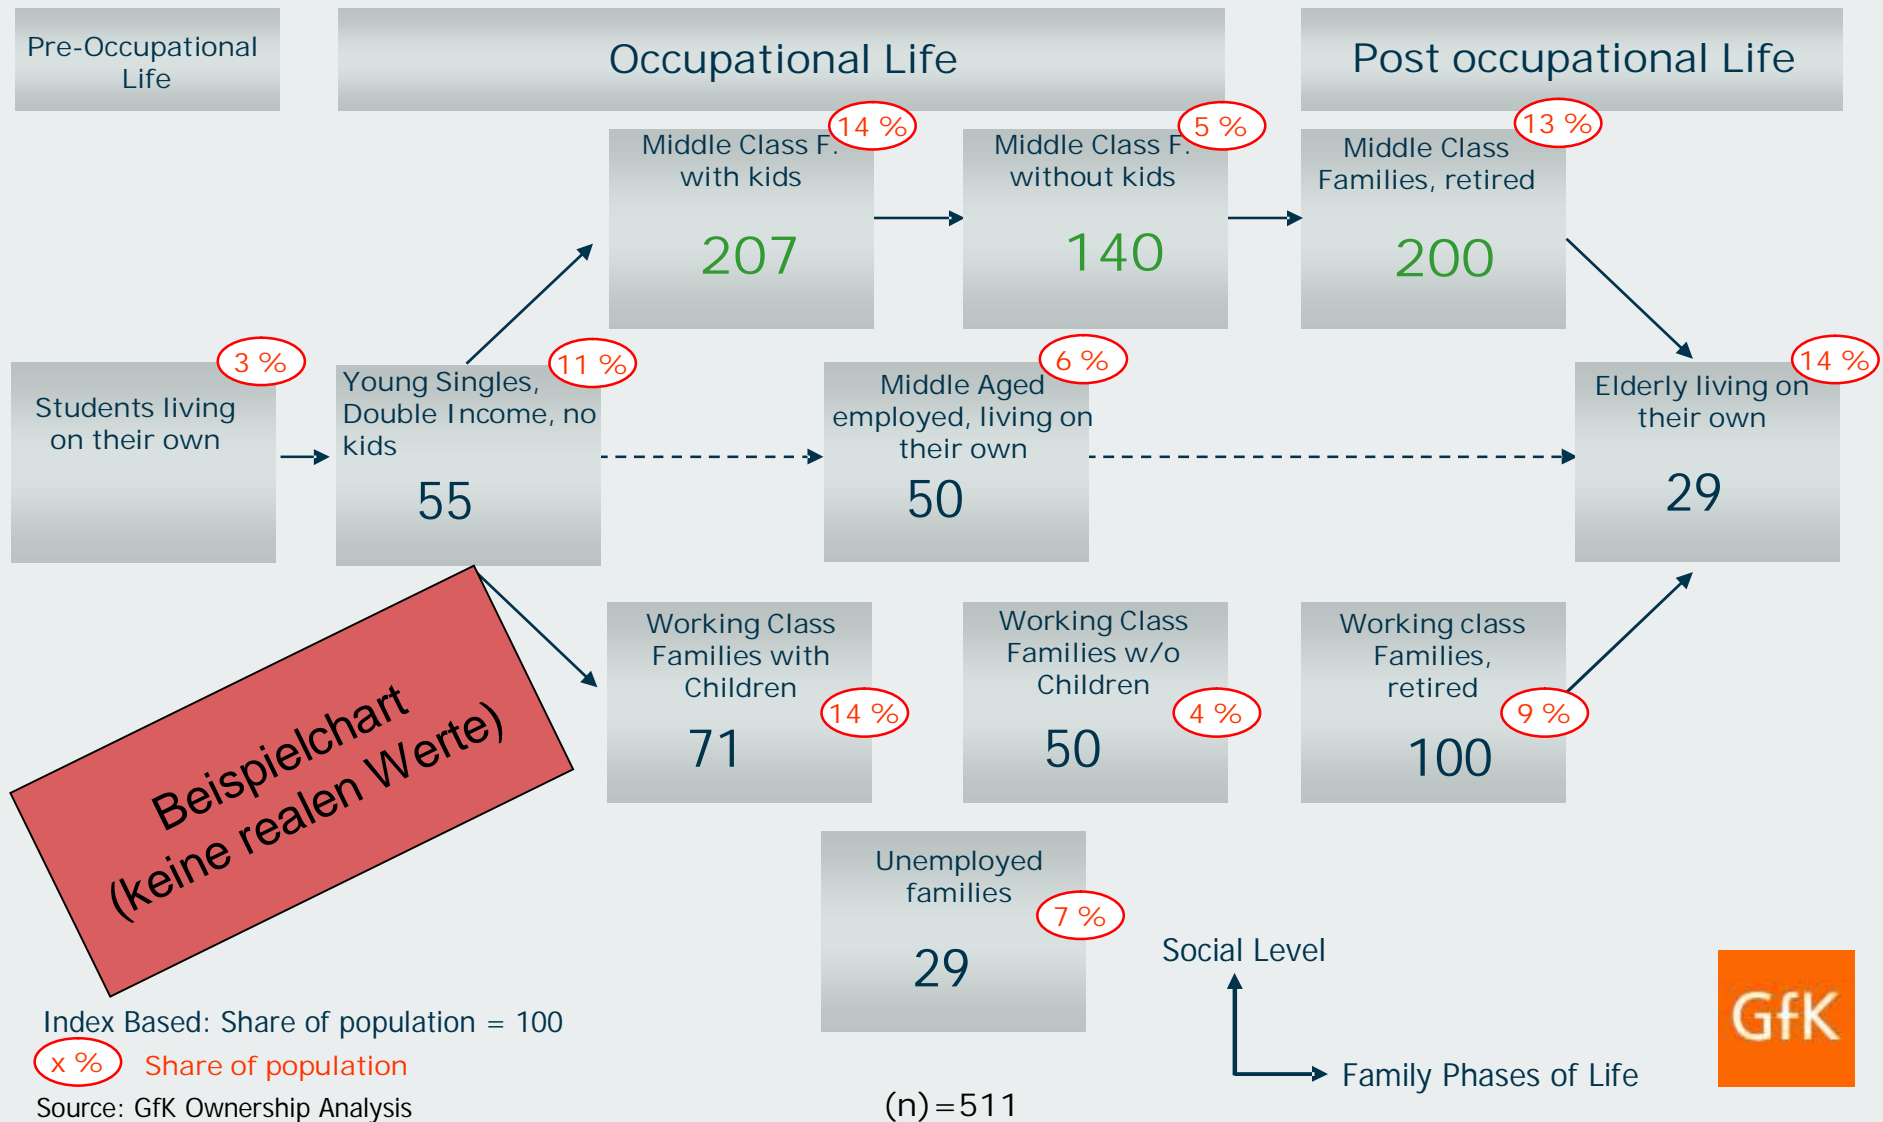 Pre-Occupational
Life
Occupational Life
Post occupational Life
14 %
Middle Class F.
with kids
207
5 %
Middle Class F.
without kids
140
13 %
Middle Class
Families, retired
200
3 %
Students living
on their own
11 %
Young Singles,
Double Income, no
kids
55
6 %
Middle Aged
employed, living on
their own
50
14 %
Elderly living on
their own
29
Working Class
Families with
Children
14 %
71
Working Class
Families w/o
Children
4 %
50
Working class
Families,
retired
9 %
100
Beispielchart
(keine realen Werte)
Unemployed
families
7 %
29
Social Level
Family Phases of Life
GfK
Index Based: Share of population = 100
x % Share of population
Source: GfK Ownership Analysis
(n)=511